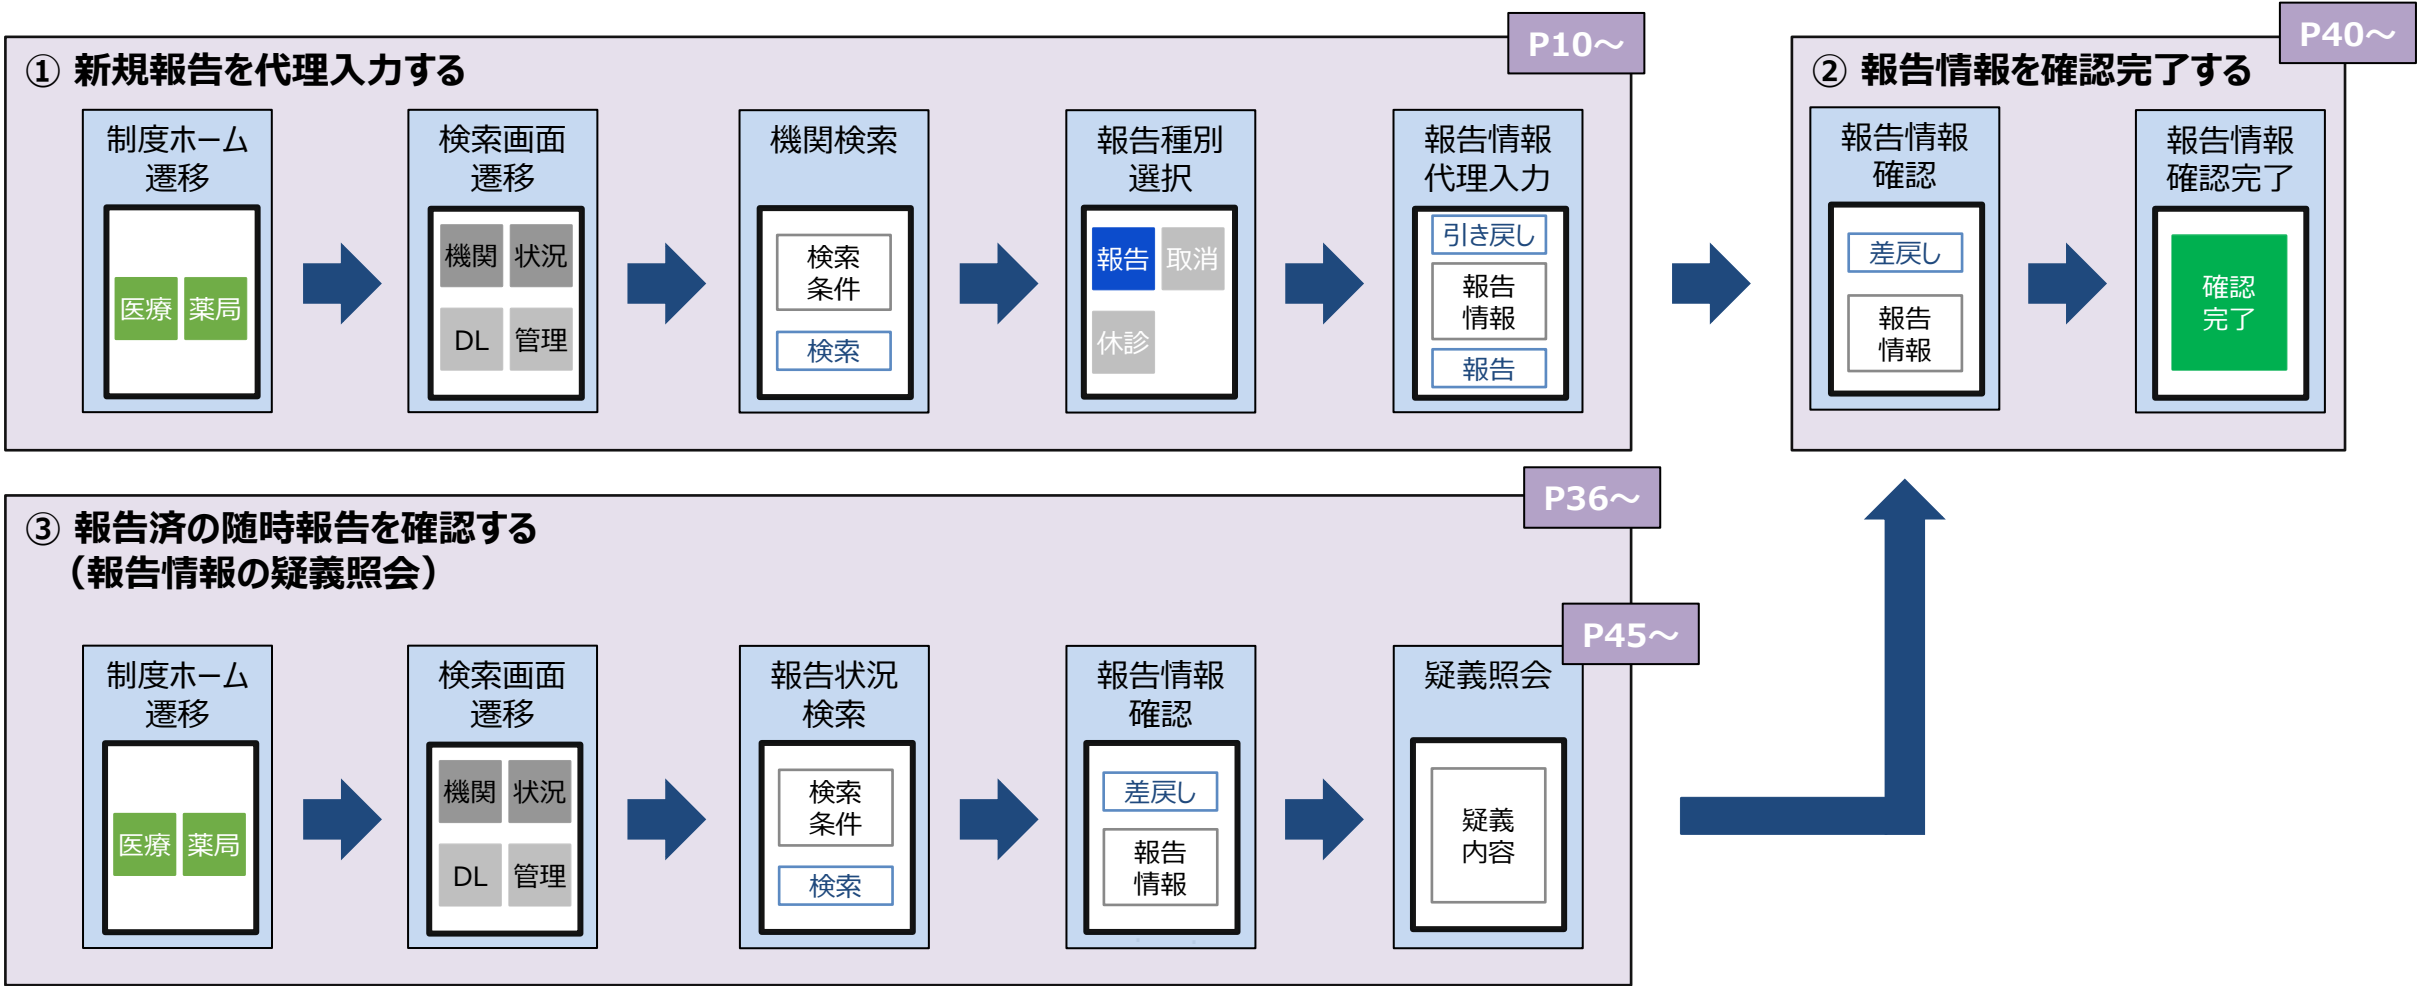 P10～
① 新規報告を代理入力する
制度ホーム
遷移
医療
薬局
検索画面
遷移
機関
状況
DL
管理
機関検索
検索
条件
検索
報告種別
選択
報告
取消
休診
報告情報
代理入力
引き戻し
報告
情報
報告
P40～
② 報告情報を確認完了する
報告情報
確認
差戻し
報告
情報
報告情報
確認完了
確認
完了
P36～
③ 報告済の随時報告を確認する
（報告情報の疑義照会）
制度ホーム
遷移
医療
薬局
検索画面
遷移
機関
状況
DL
管理
報告状況
検索
検索
条件
検索
報告情報
確認
差戻し
報告
情報
P45～
疑義照会
疑義
内容